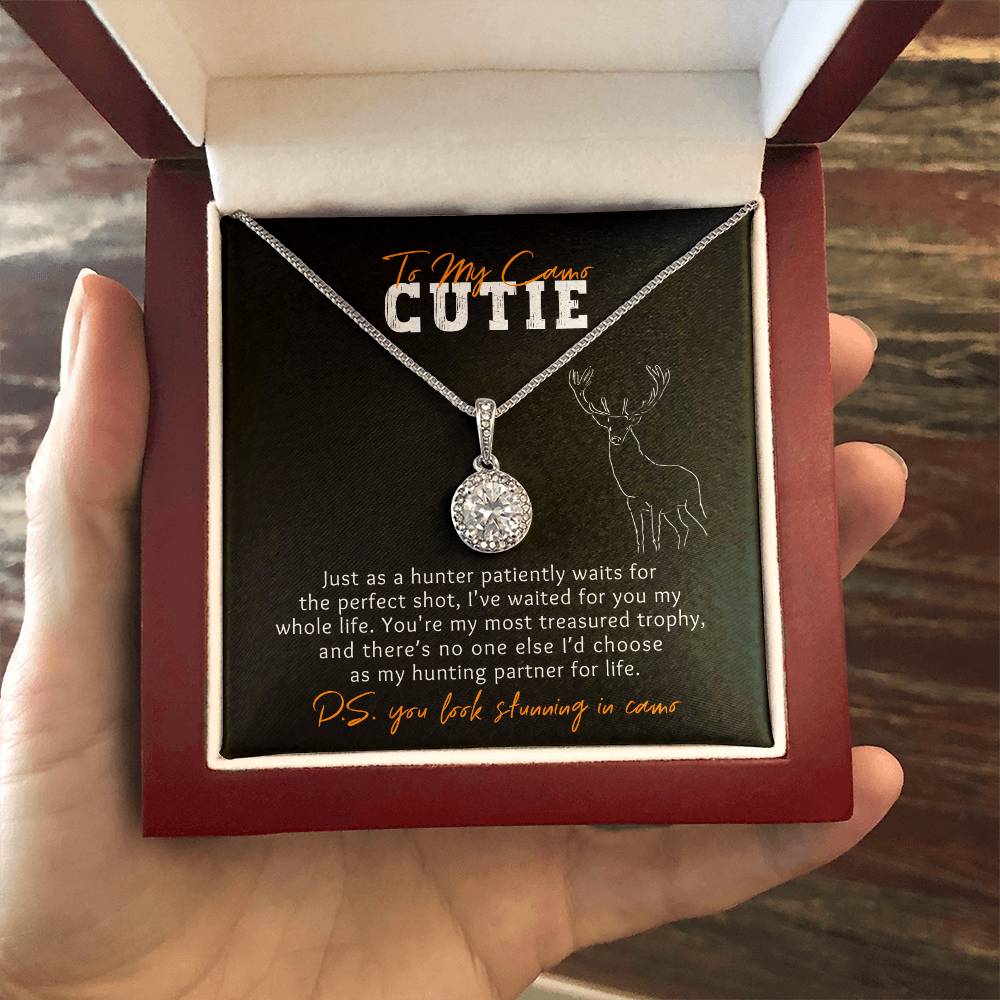 To My Camo
CUTIE
Just as a hunter patiently waits for
the perfect shot, I've waited for you my
whole life. You're my most treasured trophy,
and there's no one else I'd choose
as my hunting partner for life.
P.S. you look stunning in camo